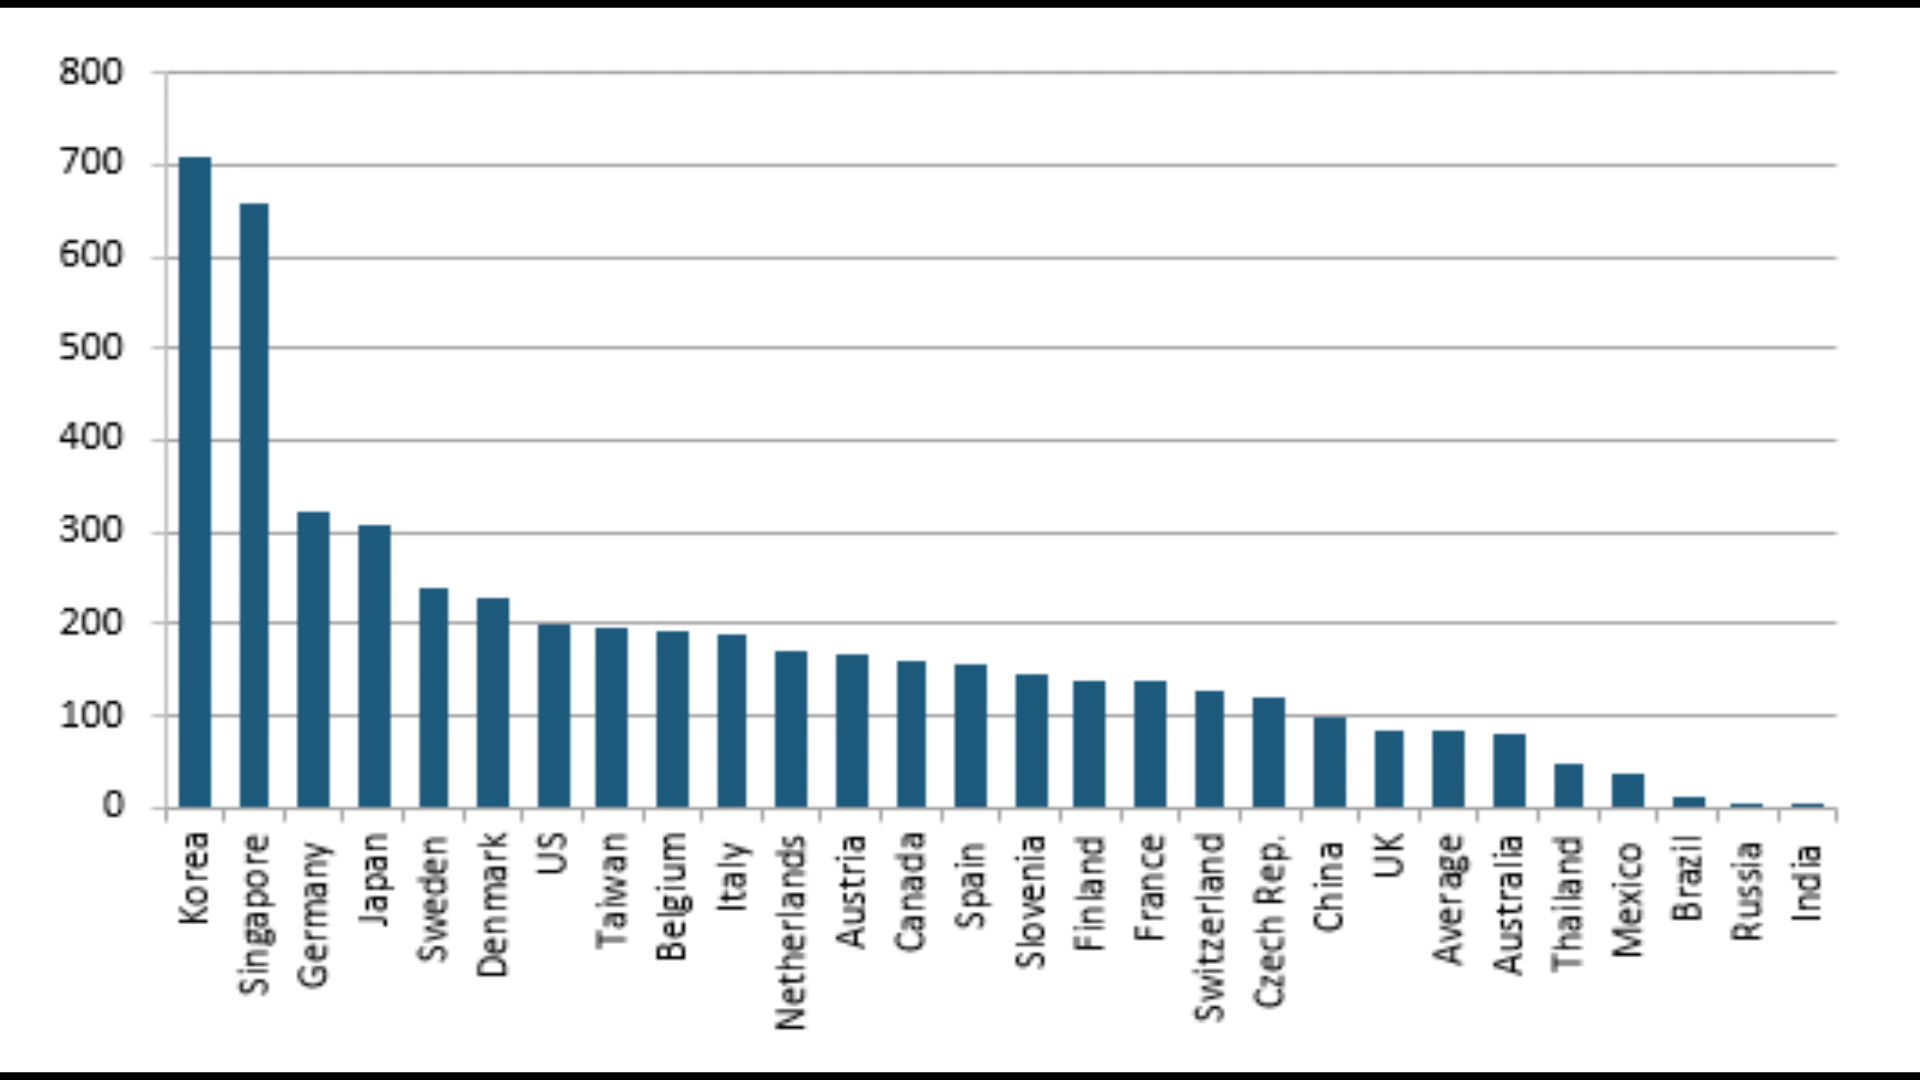 800
700
600
500
400
300
200
100
0
Korea
Singapore
Germany
Japan
Sweden
Denmark
US
Taiwan
Belgium
Italy
Netherlands
Austria
Canada
Spain
Slovenia
Finland
France
Switzerland
Czech Rep.
China
UK
Average
Australia
Thailand
Mexico
Brazil
Russia
India